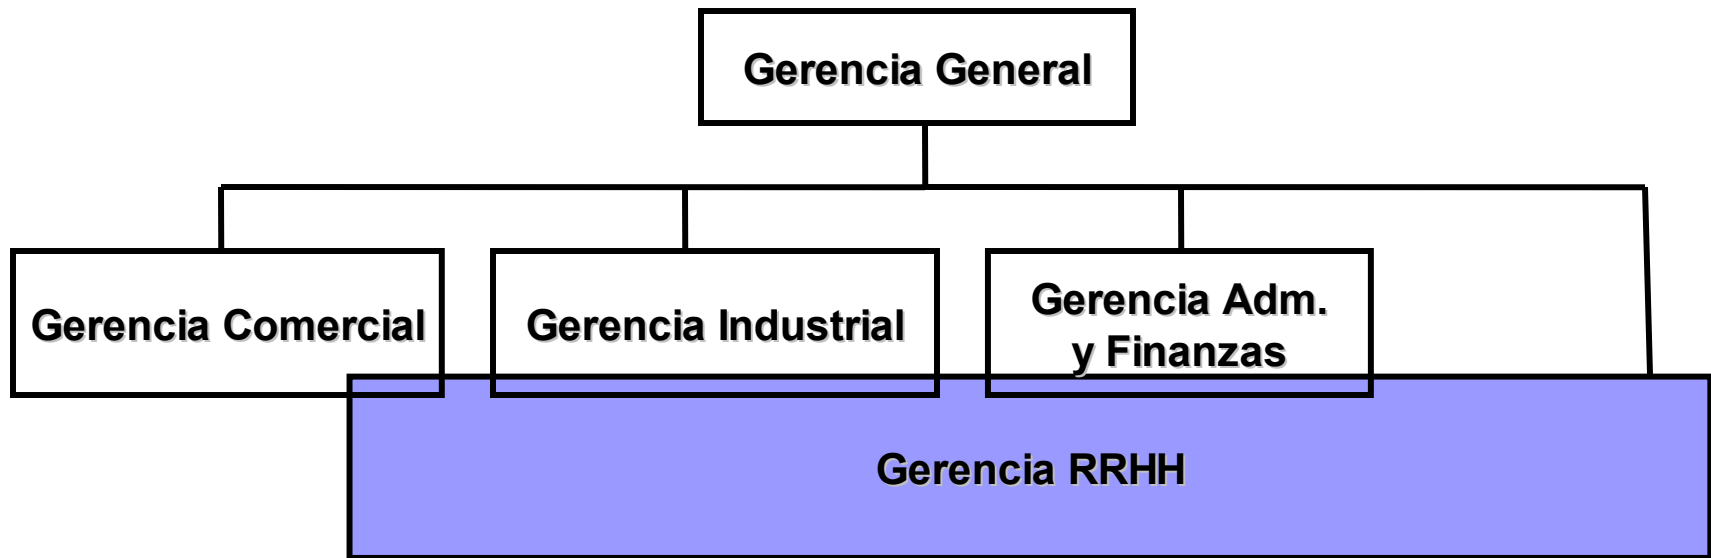 Gerencia General
Gerencia Comercial
Gerencia Industrial
Gerencia Adm.
y Finanzas
Gerencia RRHH